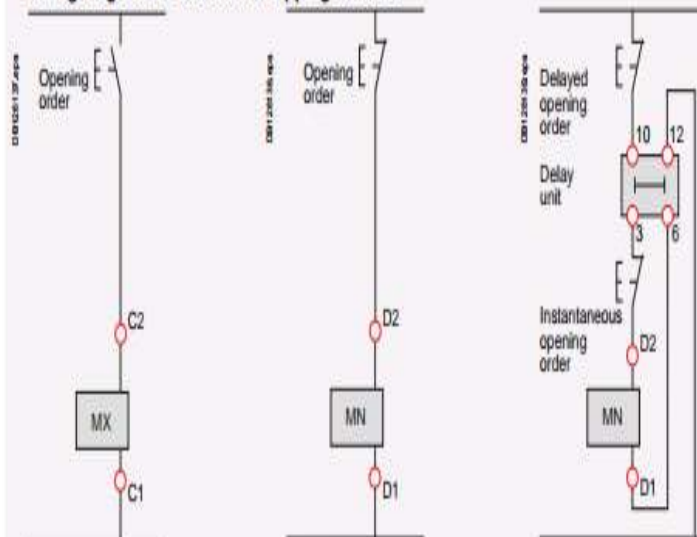 Opening
order
C2
MX
C1
Opening
order
D2
MN
D1
Delayed
opening
order
10 12
Delay
unit
3 6
Instantaneous
opening
order
D2
MN
D1